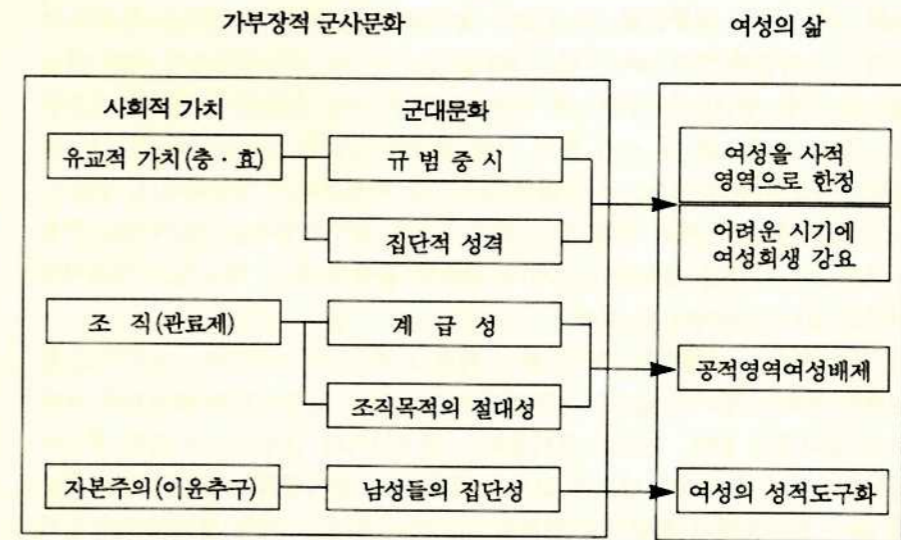 가부장적 군사문화
여성의 삶
사회적 가치
군대문화
유교적 가치(충·효)
규 범 중 시
집단적 성격
여성을 사적
영역으로 한정
어려운 시기에
여성희생 강요
조 직(관료제)
계 급 성
조직목적의 절대성
공적영역여성배제
자본주의(이윤추구)
남성들의 집단성
여성의 성적도구화